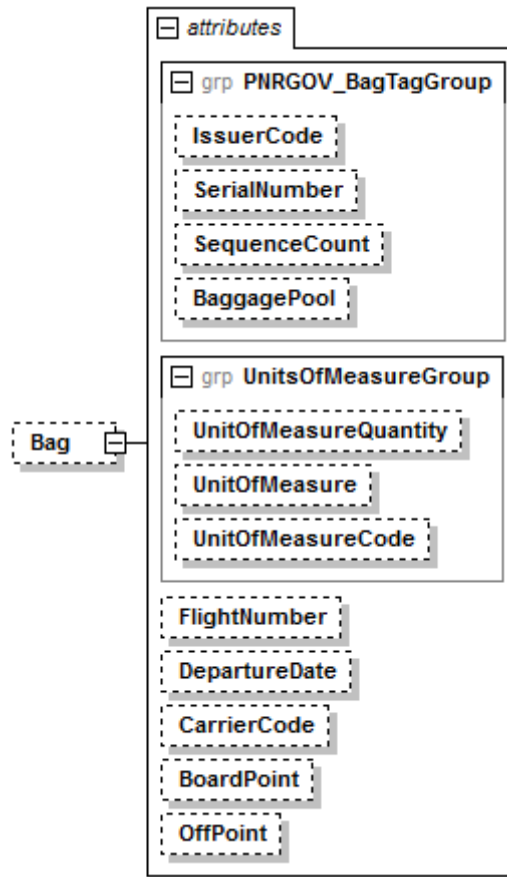 attributes
grp PNRGOV_BagTagGroup
IssuerCode
SerialNumber
SequenceCount
BaggagePool
grp UnitsOfMeasureGroup
UnitOfMeasureQuantity
Bag
UnitOfMeasure
UnitOfMeasureCode
FlightNumber
DepartureDate
CarrierCode
BoardPoint
OffPoint